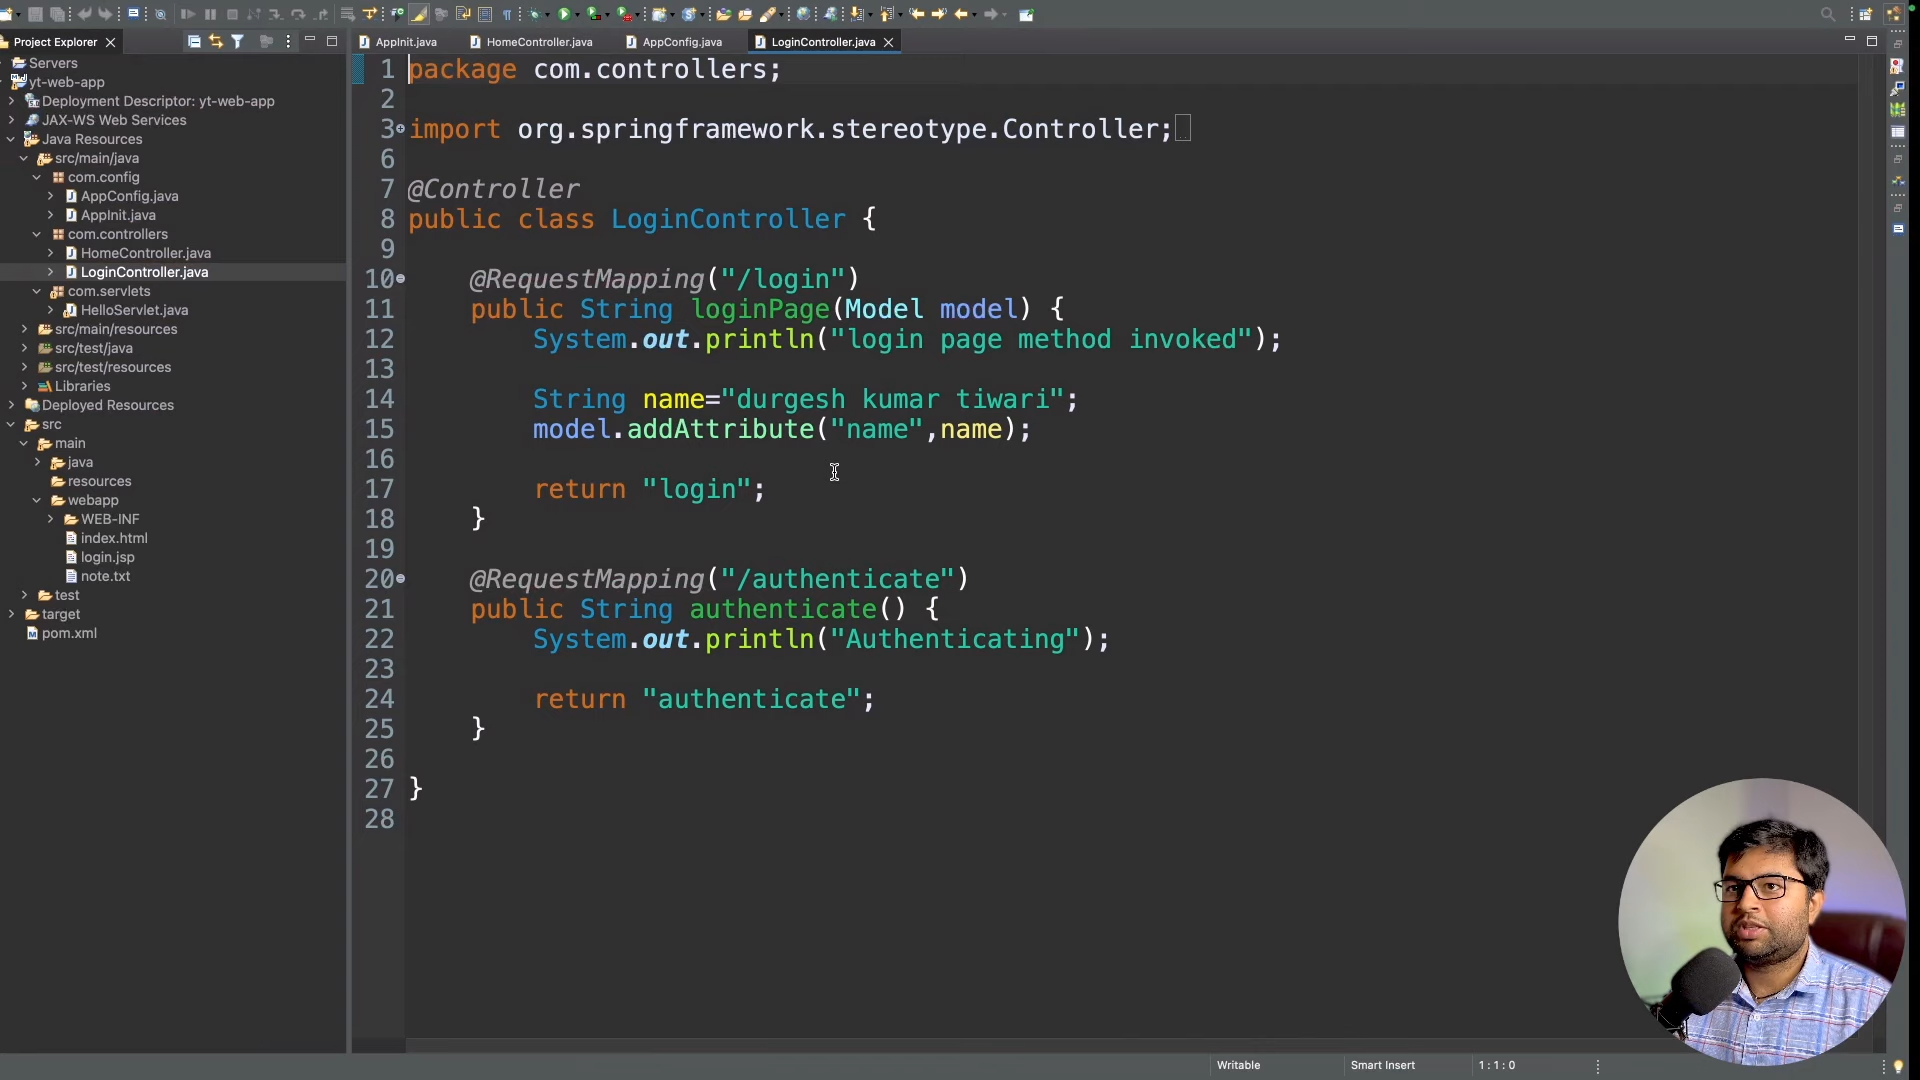 Project Explorer
Servers
yt-web-app
Deployment Descriptor: yt-web-app
JAX-WS Web Services
Java Resources
src/main/java
com.config
AppConfig.java
AppInit.java
com.controllers
HomeController.java
LoginController.java
com.servlets
HelloServlet.java
src/main/resources
src/test/java
src/test/resources
Libraries
Deployed Resources
src
main
java
resources
webapp
WEB-INF
index.html
login.jsp
note.txt
test
target
pom.xml
AppInit.java HomeController.java AppConfig.java LoginController.java
1 package com.controllers;
2
3 import org.springframework.stereotype.Controller;
6
7 @Controller
8 public class LoginController {
9
10 @RequestMapping("/login")
11 public String loginPage(Model model) {
12 System.out.println("login page method invoked");
13
14 String name="durgesh kumar tiwari";
15 model.addAttribute("name",name);
16
17 return "login";
18 }
19
20 @RequestMapping("/authenticate")
21 public String authenticate() {
22 System.out.println("Authenticating");
23
24 return "authenticate";
25 }
26
27 }
28
Writable Smart Insert 1:1:0